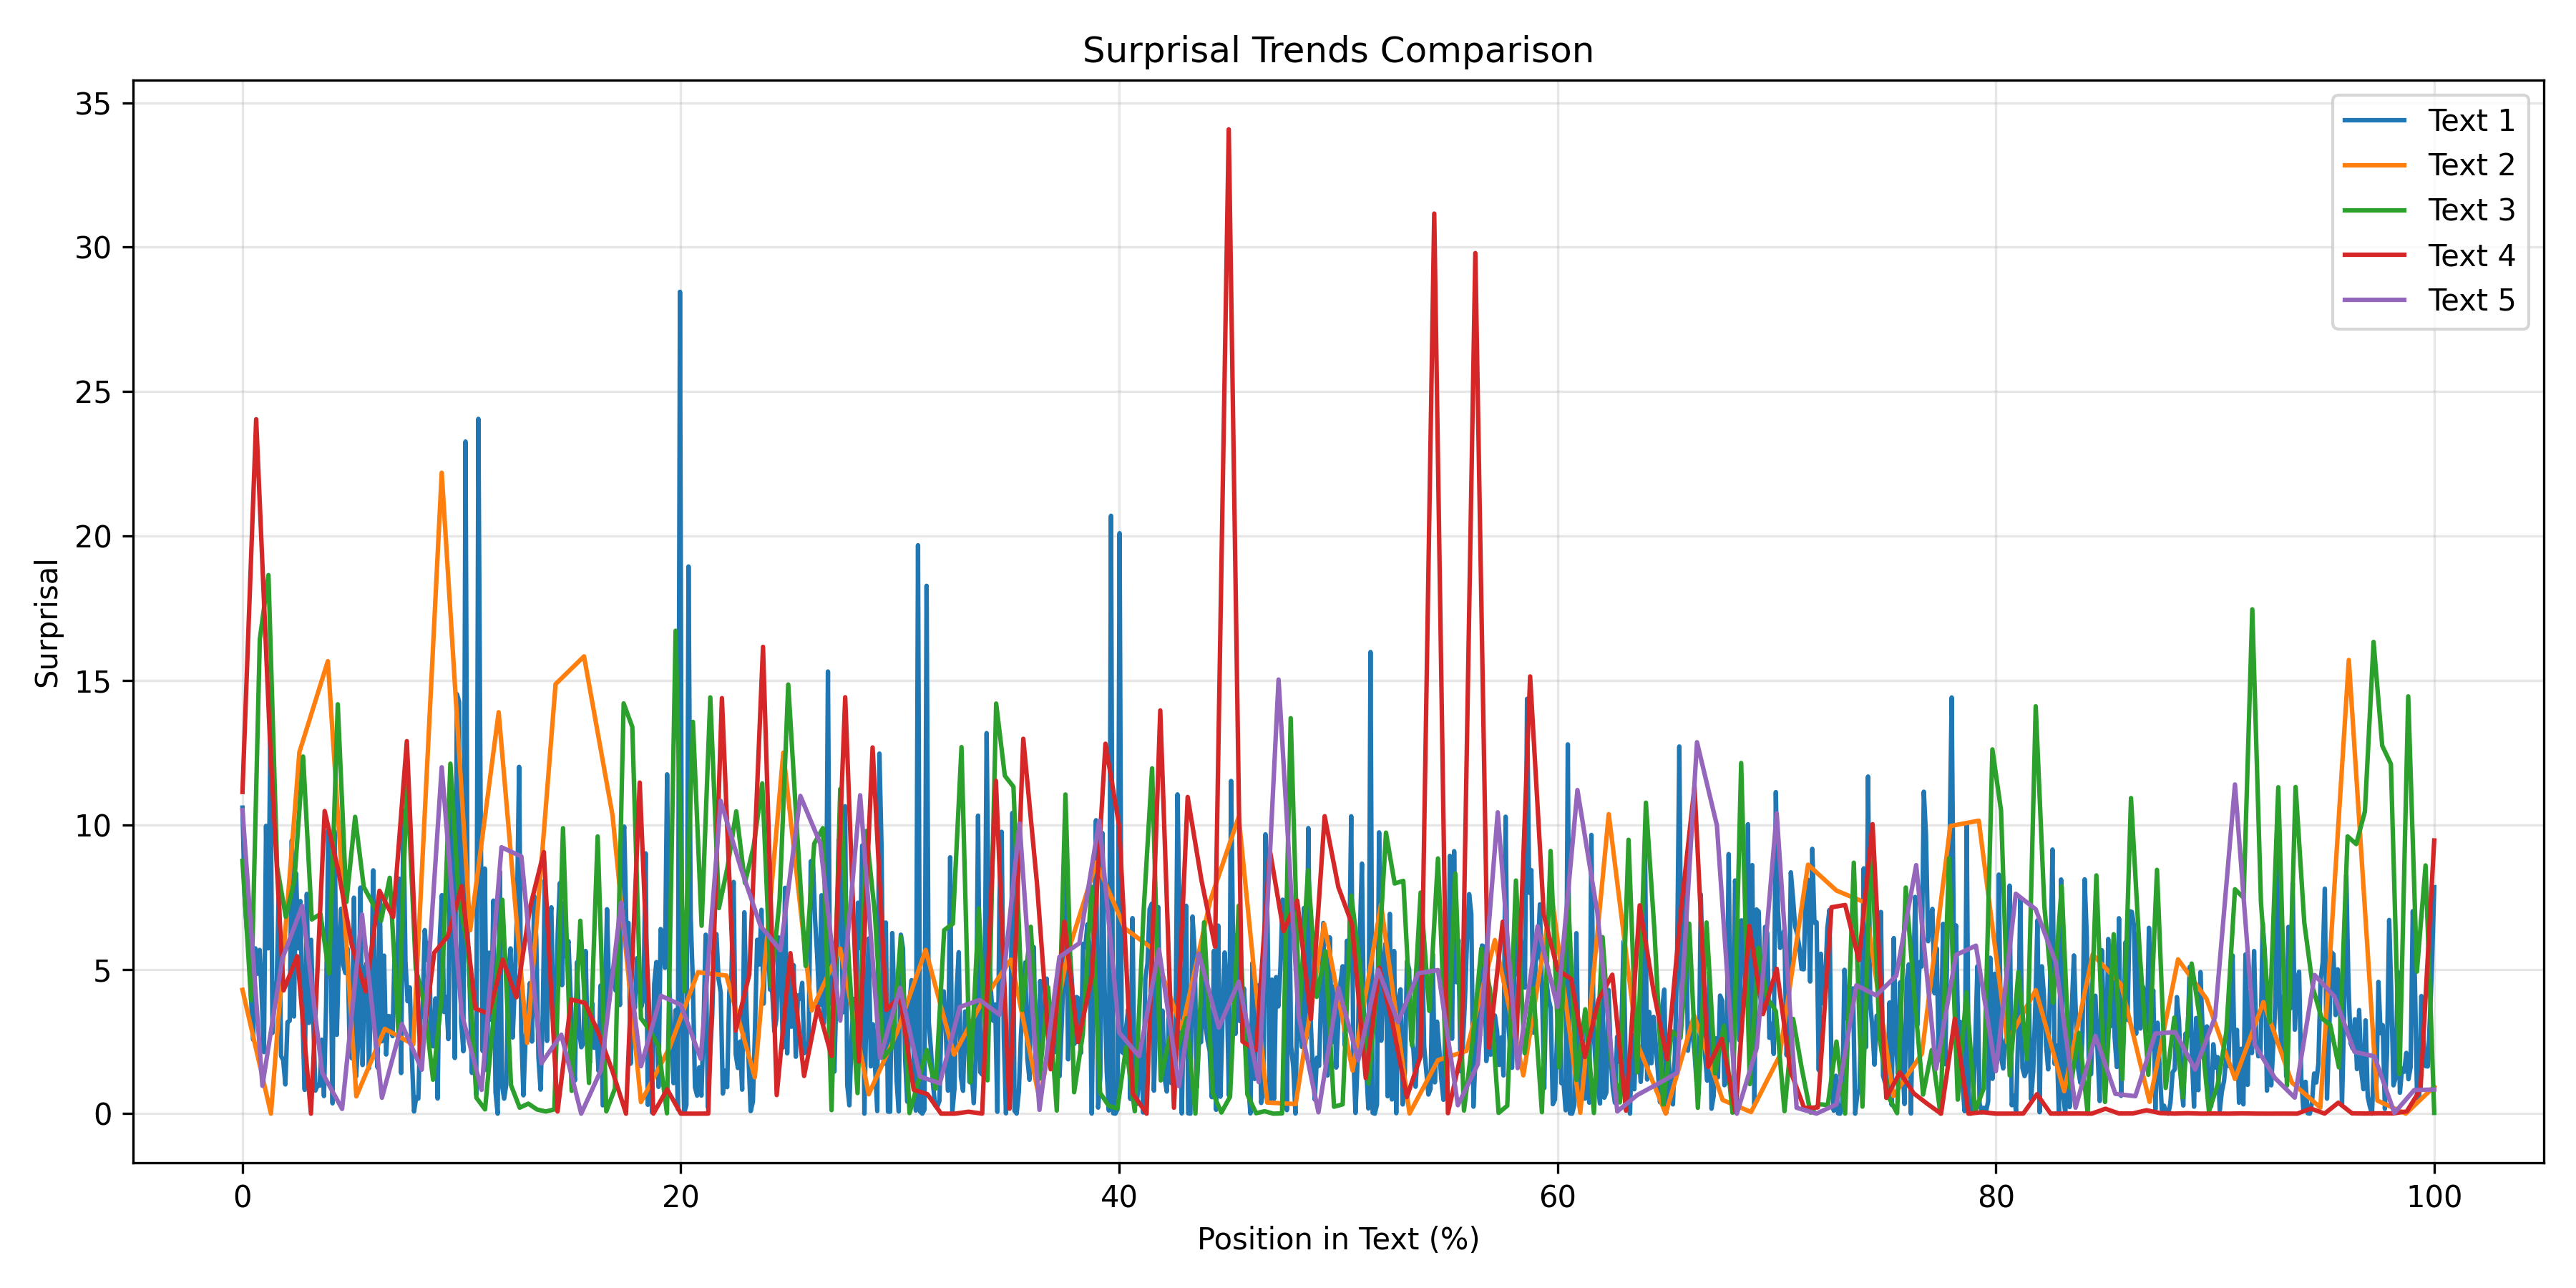 Surprisal Trends Comparison
35
30
25
20
15
10
5
0
Surprisal
0 20 40 60 80 100
Position in Text (%)
Text 1
Text 2
Text 3
Text 4
Text 5